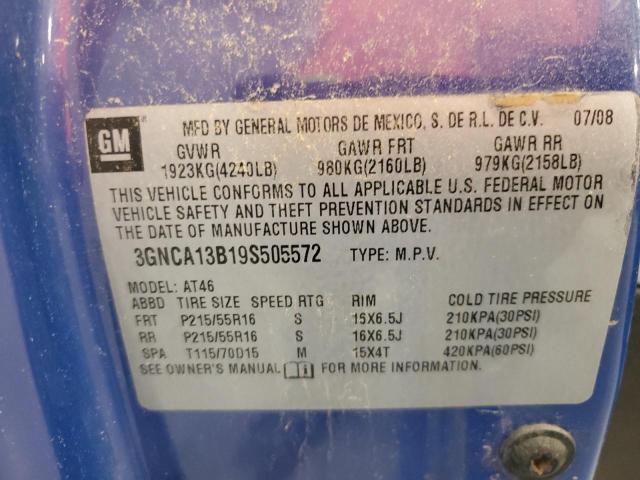 GM
MFD BY GENERAL MOTORS DE MEXICO, S. DE R.L. DE C.V. 07/08
GVWR GAWR FRT GAWR RR
1923KG(4240LB) 980KG(2160LB) 979KG(2158LB)
THIS VEHICLE CONFORMS TO ALL APPLICABLE U.S. FEDERAL MOTOR
VEHICLE SAFETY AND THEFT PREVENTION STANDARDS IN EFFECT ON
THE DATE OF MANUFACTURE SHOWN ABOVE.
3GNCA13B19S505572 TYPE: M.P.V.
MODEL: AT46
ABBD TIRE SIZE SPEED RTG RIM COLD TIRE PRESSURE
FRT P215/55R16 S 15X6.5J 210KPA(30PSI)
RR P215/55R16 S 16X6.5J 210KPA(30PSI)
SPA T115/70D15 M 15X4T 420KPA(60PSI)
SEE OWNER'S MANUAL FOR MORE INFORMATION.